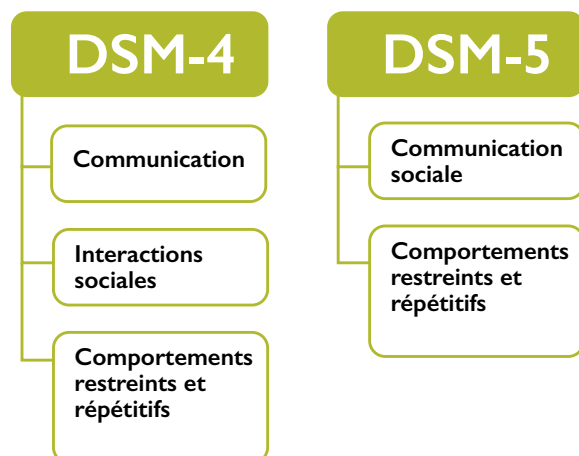 DSM-4
Communication
Interactions
sociales
Comportements
restreints et
répétitifs
DSM-5
Communication
sociale
Comportements
restreints et
répétitifs